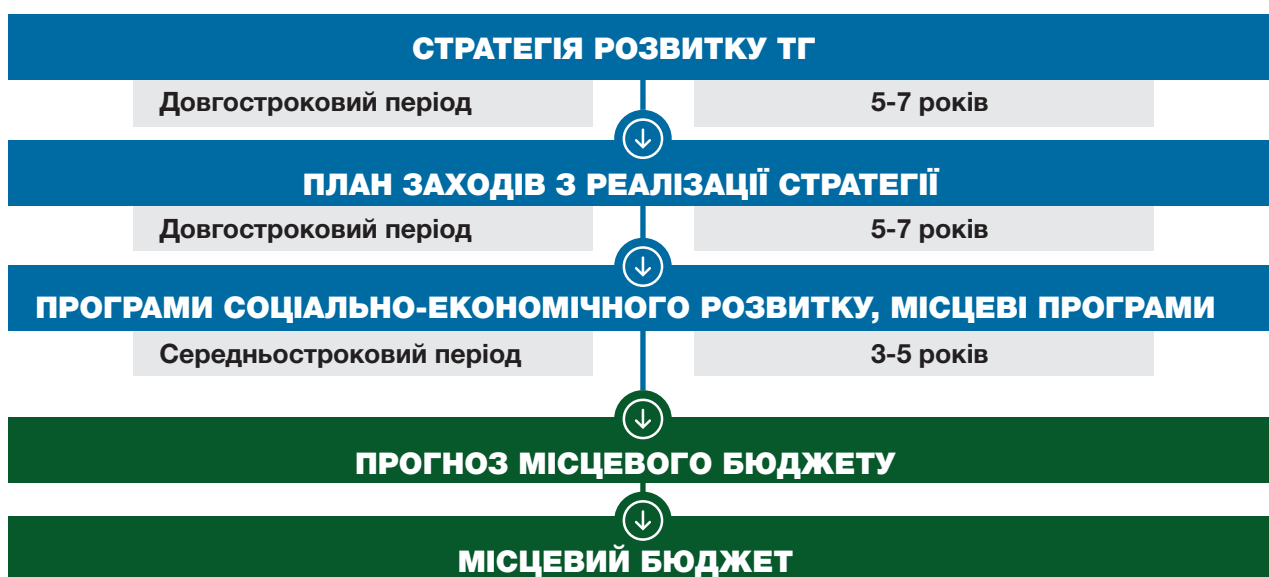 СТРАТЕГІЯ РОЗВИТКУ ТГ
Довгостроковий період 5-7 років
ПЛАН ЗАХОДІВ З РЕАЛІЗАЦІЇ СТРАТЕГІЇ
Довгостроковий період 5-7 років
ПРОГРАМИ СОЦІАЛЬНО-ЕКОНОМІЧНОГО РОЗВИТКУ, МІСЦЕВІ ПРОГРАМИ
Середньостроковий період 3-5 років
ПРОГНОЗ МІСЦЕВОГО БЮДЖЕТУ
МІСЦЕВИЙ БЮДЖЕТ